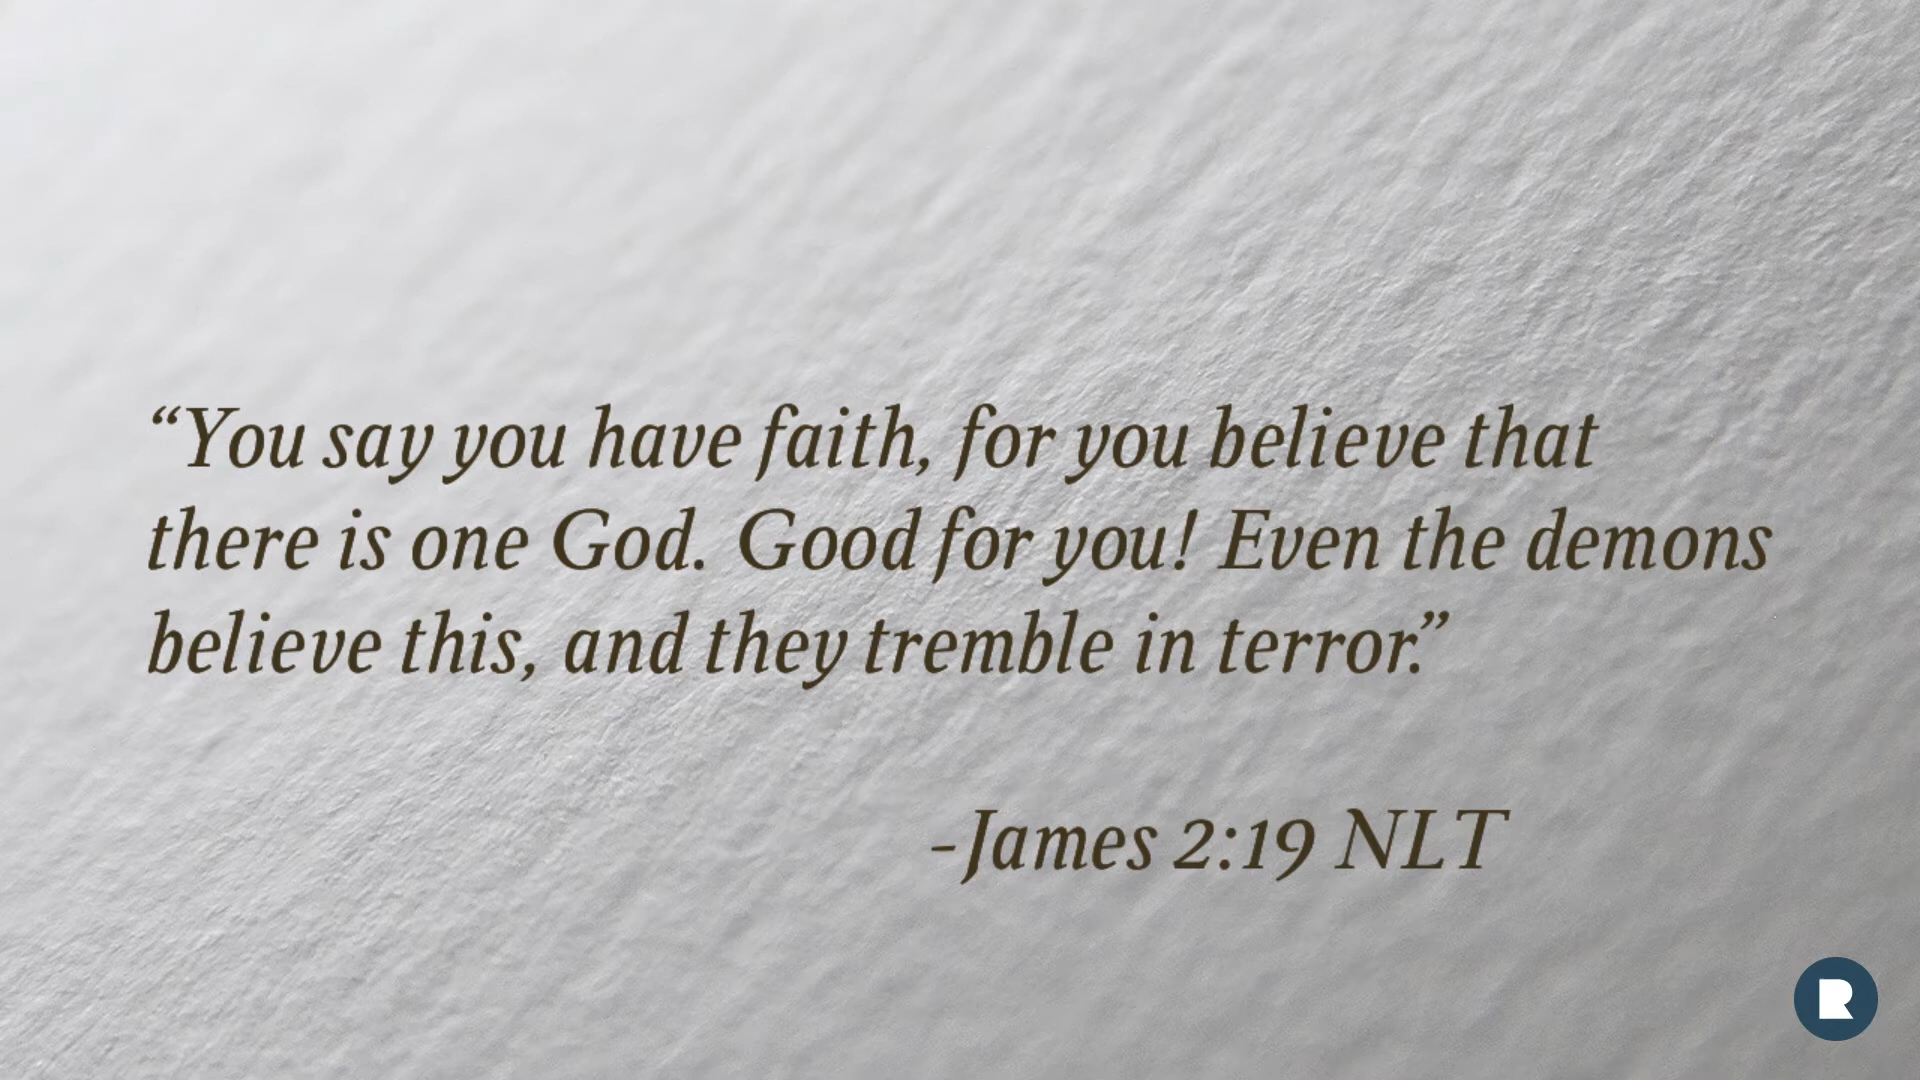 “You say you have faith, for you believe that
there is one God. Good for you! Even the demons
believe this, and they tremble in terror.”
-James 2:19 NLT
R